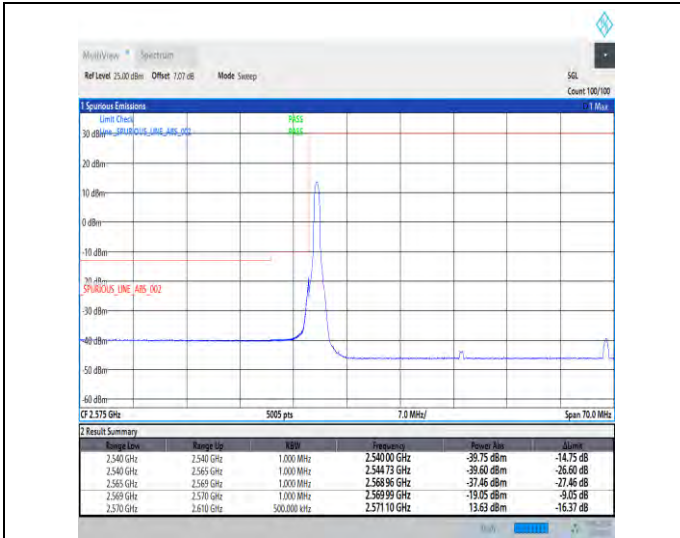 MultiView Spectrum
Ref Level 25.00 dBm Offset 7.07 dB Mode Sweep SGL
Count 100/100
1 Spurious Emissions 1 Max
Limit Check PASS
30 dBm Line _SPURIOUS_LINE_ABS_002 PASS
20 dBm
10 dBm
0 dBm
-10 dBm
-20 dBm
_SPURIOUS_LINE_ABS_002
-30 dBm
-40 dBm
-50 dBm
-60 dBm
CF 2.575 GHz 5005 pts 7.0 MHz/ Span 70.0 MHz
2 Result Summary
Range Low Range Up RBW Frequency Power Abs ΔLimit
2.540 GHz 2.540 GHz 1.000 MHz 2.540 00 GHz -39.75 dBm -14.75 dB
2.540 GHz 2.565 GHz 1.000 MHz 2.544 73 GHz -39.60 dBm -26.60 dB
2.565 GHz 2.569 GHz 1.000 MHz 2.568 96 GHz -37.46 dBm -27.46 dB
2.569 GHz 2.570 GHz 1.000 MHz 2.569 99 GHz -19.05 dBm -9.05 dB
2.570 GHz 2.610 GHz 500.000 kHz 2.571 10 GHz 13.63 dBm -16.37 dB